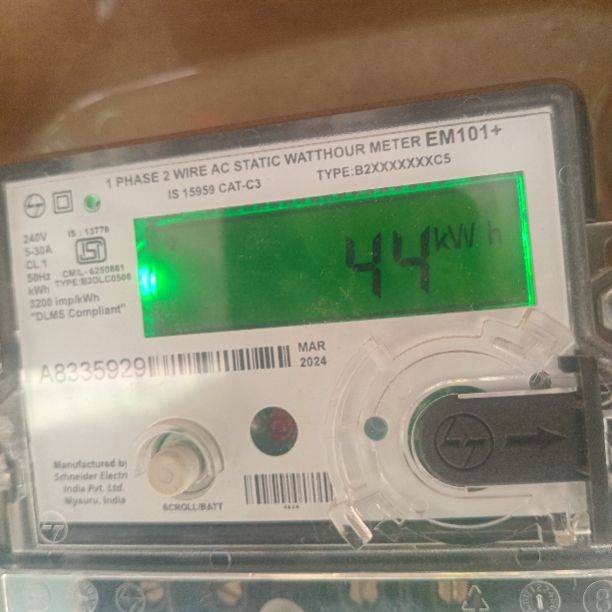 1 PHASE 2 WIRE AC STATIC WATTHOUR METER EM101+
IS 15959 CAT-C3 TYPE:B2XXXXXXXC5
240V
5-30A
CL 1
50Hz
kWh
3200 imp/kWh
"DLMS Compliant"
IS : 13779
ISI
CM/L- 6250861
TYPE:B2DLC0506
44 kWh
A8335929
MAR
2024
Manufactured by
Schneider Electri
India Pvt. Ltd.
Mysuru, India
SCROLL/BATT